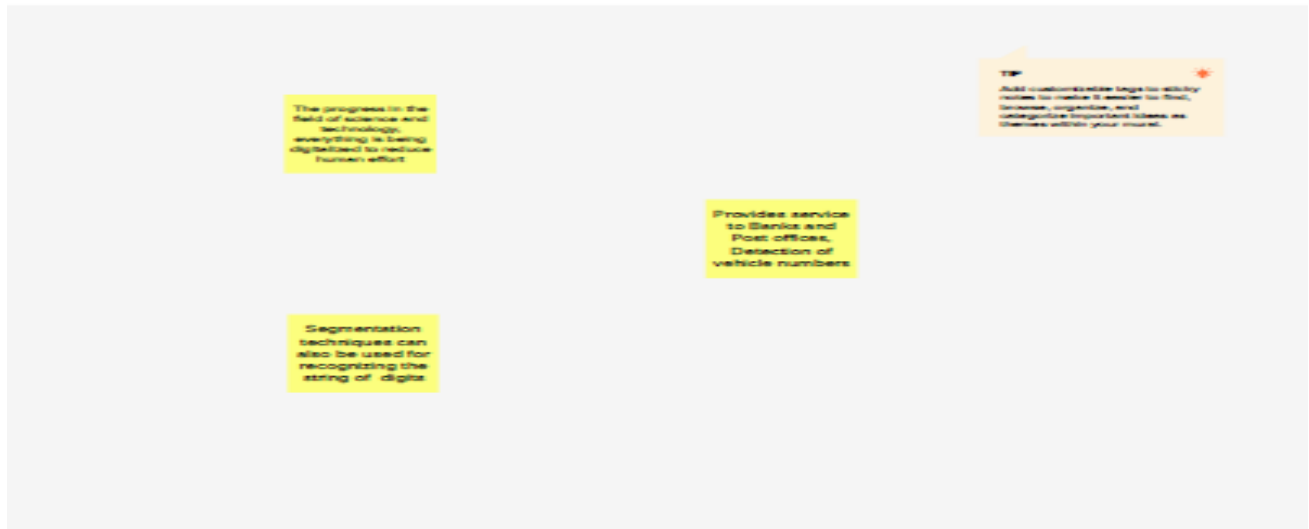 The progress in the
field of science and
technology,
everything is being
digitalized to reduce
human effort
TIP
Add customizable tags to sticky
notes to make it easier to find,
browse, organize, and
categorize important ideas as
themes within your mural.
Provides service
to Banks and
Post offices,
Detection of
vehicle numbers
Segmentation
techniques can
also be used for
recognizing the
string of digits